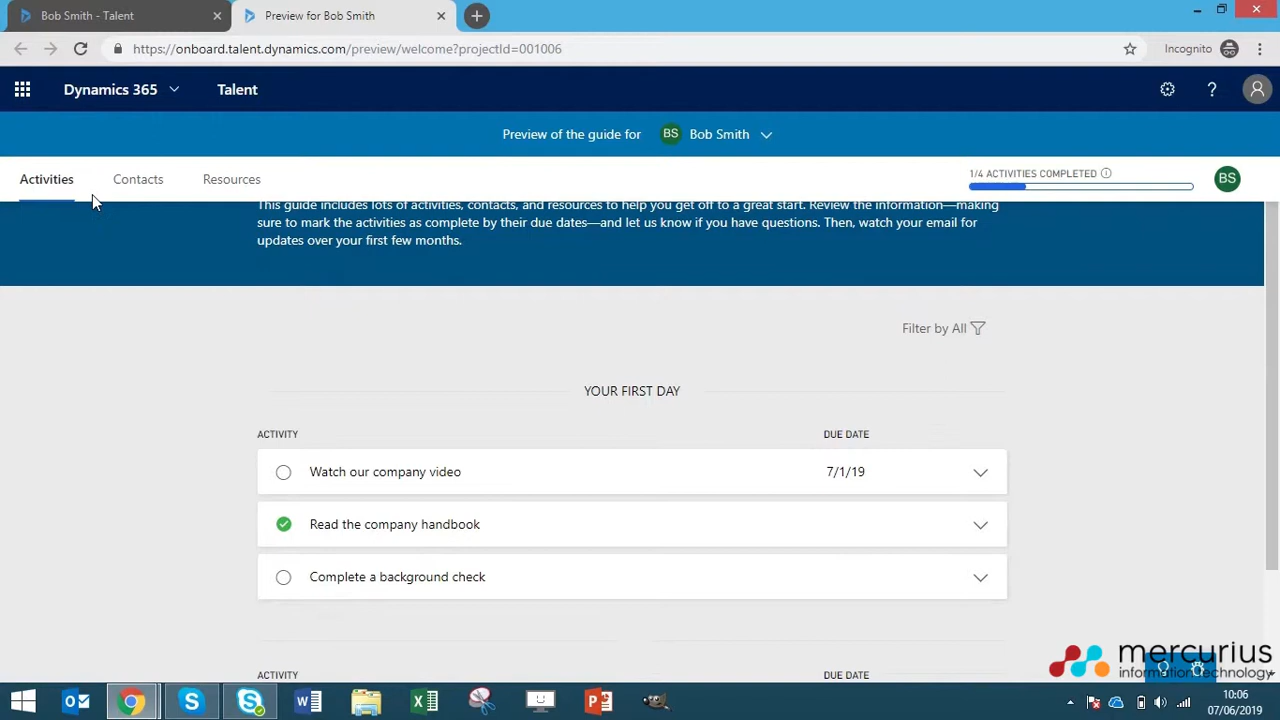 Bob Smith - Talent
Preview for Bob Smith
https://onboard.talent.dynamics.com/preview/welcome?projectId=001006
Incognito
Dynamics 365
Talent
?
Preview of the guide for BS Bob Smith
Activities
Contacts
Resources
1/4 ACTIVITIES COMPLETED
BS
This guide includes lots of activities, contacts, and resources to help you get off to a great start. Review the information—making
sure to mark the activities as complete by their due dates—and let us know if you have questions. Then, watch your email for
updates over your first few months.
Filter by All
YOUR FIRST DAY
ACTIVITY
DUE DATE
Watch our company video
7/1/19
Read the company handbook
Complete a background check
ACTIVITY
DUE DATE
mercurius
information technology
10:06
07/06/2019